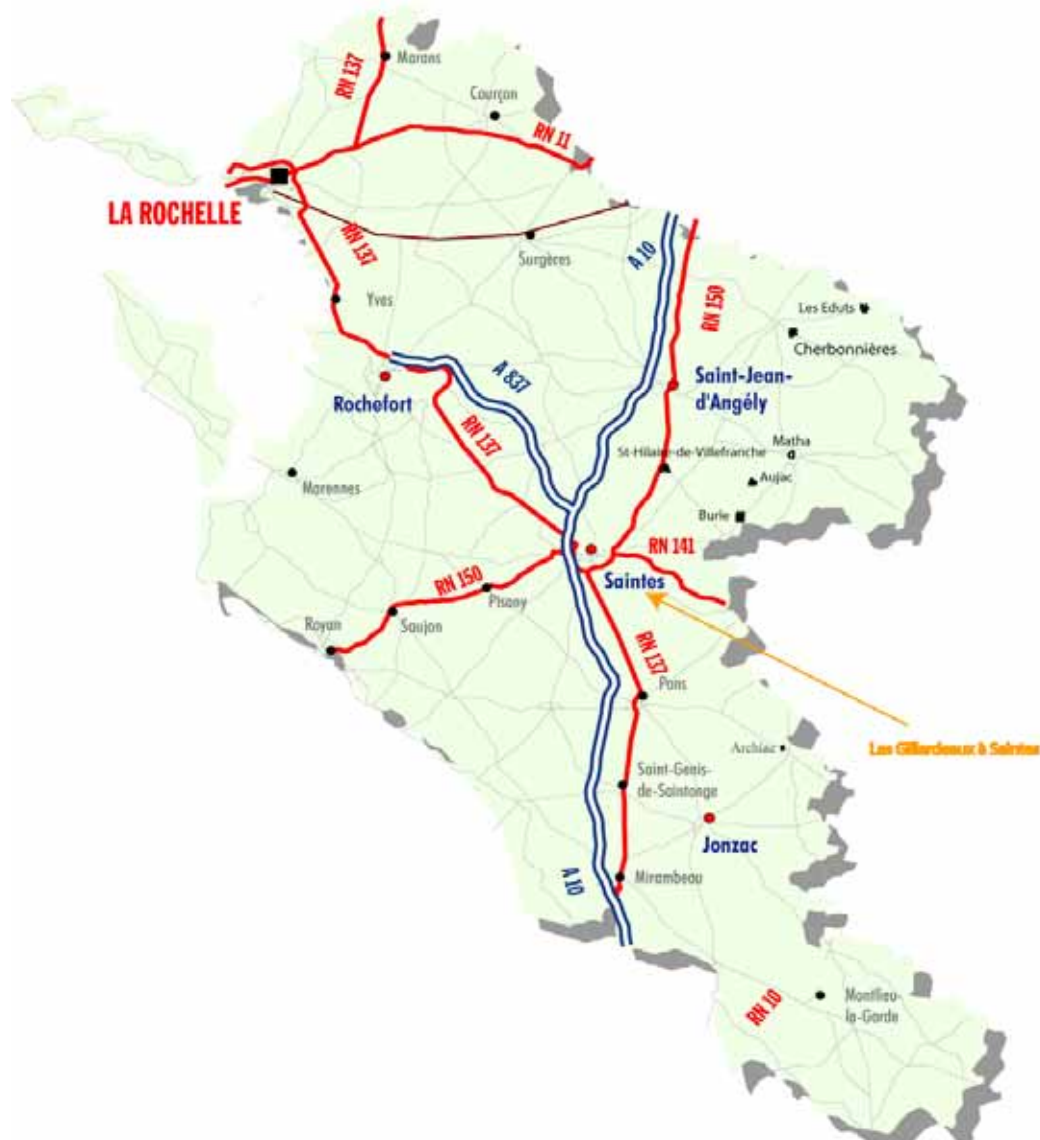 Marans
RN 137
Courçon
RN 11
LA ROCHELLE
RN 137
Surgères
A 10
Yves
RN 150
Les Eduts
Cherbonnières
A 837
Rochefort
Saint-Jean-
d'Angély
RN 137
St-Hilaire-de-Villefranche
Matha
Marennes
Aujac
Burie
RN 141
RN 150
Pisany
Saintes
Royan
Saujon
RN 137
Pons
Archiac
Les Gillardeaux à Saintes
Saint-Genis-
de-Saintonge
Jonzac
A 10
Mirambeau
RN 10
Montlieu-
la-Garde